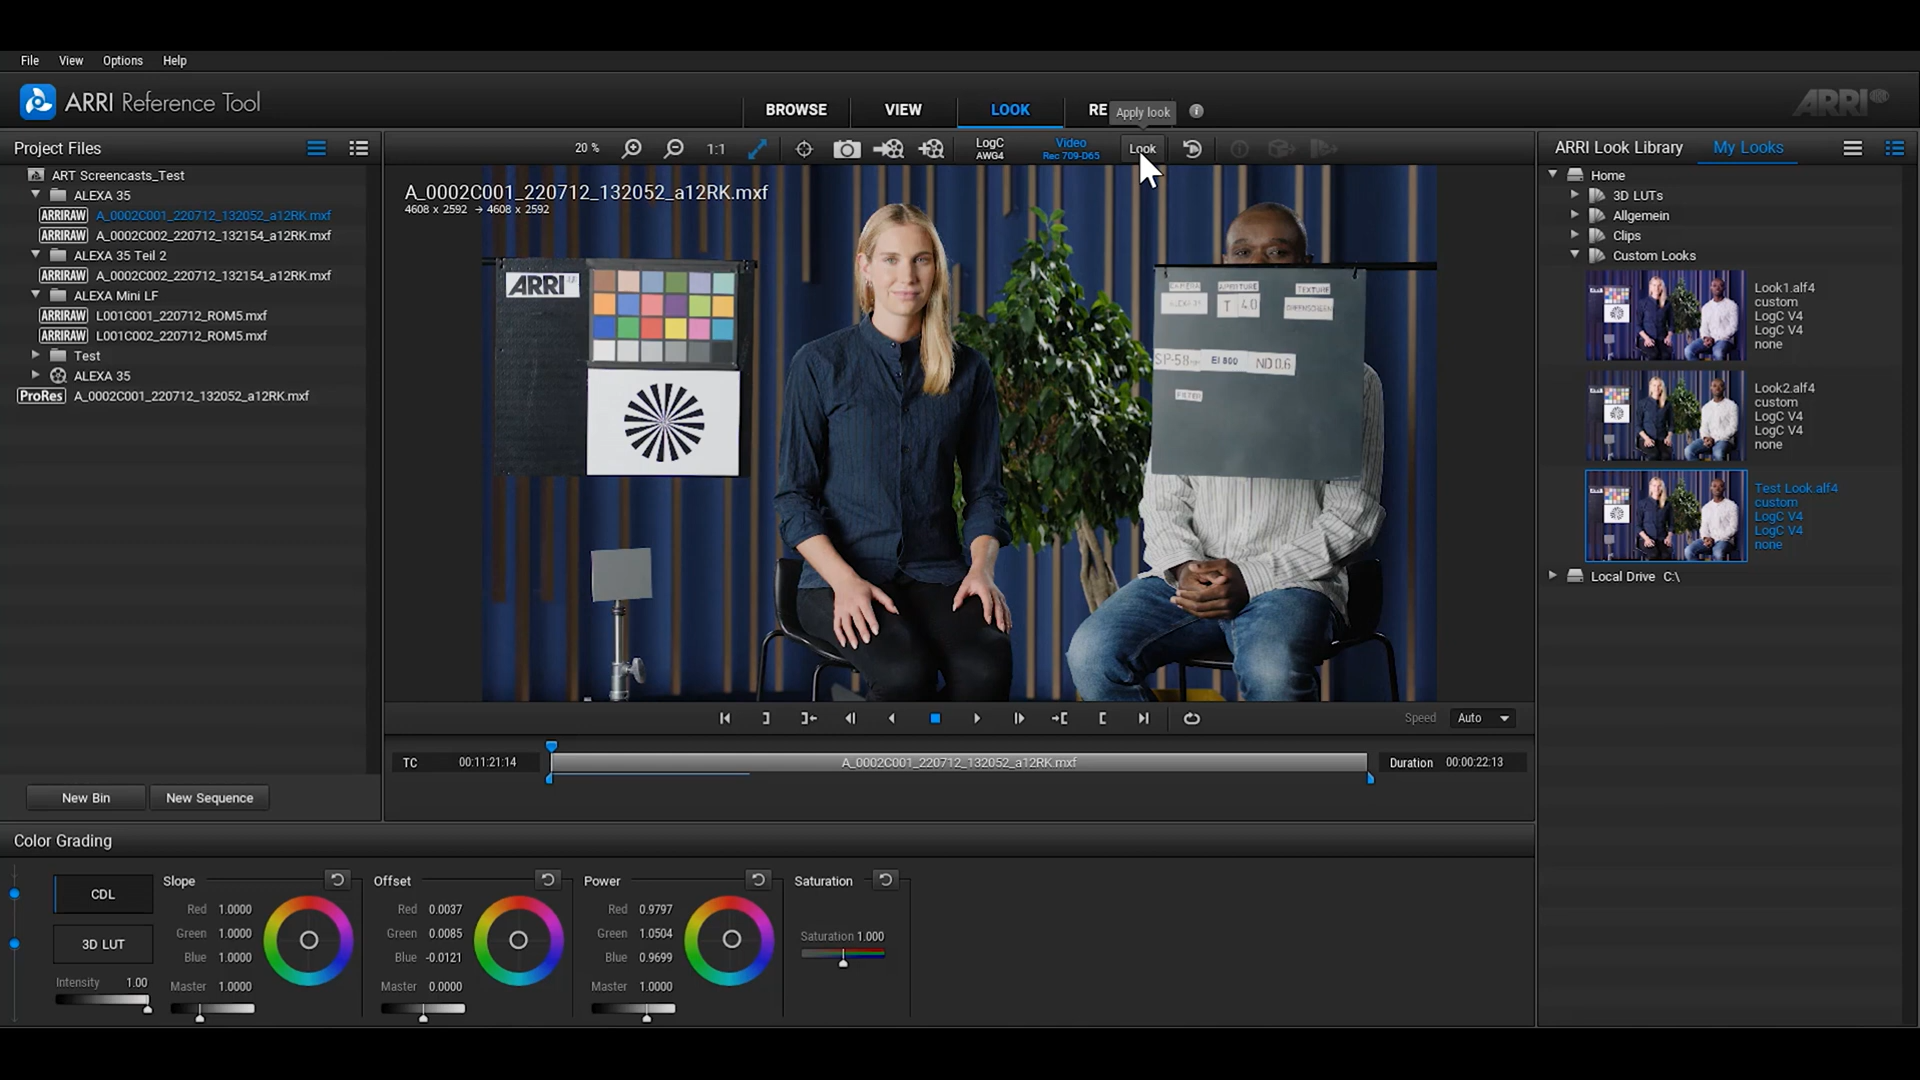 File View Options Help
ARRI Reference Tool
BROWSE VIEW LOOK RE
Apply look
ARRI
Project Files
20 % 1:1 LogC Video Look
AWG4 Rec 709-D65
ARRI Look Library My Looks
A_0002C001_220712_132052_a12RK.mxf
4608 x 2592 → 4608 x 2592
ART Screencasts_Test
ALEXA 35
ARRIRAW A_0002C001_220712_132052_a12RK.mxf
ARRIRAW A_0002C002_220712_132154_a12RK.mxf
ALEXA 35 Teil 2
ARRIRAW A_0002C002_220712_132154_a12RK.mxf
ALEXA Mini LF
ARRIRAW L001C001_220712_ROM5.mxf
ARRIRAW L001C002_220712_ROM5.mxf
Test
ALEXA 35
ProRes A_0002C001_220712_132052_a12RK.mxf
New Bin New Sequence
ARRI
CAMERA APERTURE TEXTURE
ALEXA 35 T 4.0
SP-58 EI 800 ND 0.6
FILTER
Home
3D LUTs
Allgemein
Clips
Custom Looks
Look1.alf4
custom
LogC V4
LogC V4
none
Look2.alf4
custom
LogC V4
LogC V4
none
Test Look.alf4
custom
LogC V4
LogC V4
none
Local Drive C:\
Speed Auto
TC 00:11:21:14 A_0002C001_220712_132052_a12RK.mxf Duration 00:00:22:13
Color Grading
CDL
3D LUT
Intensity 1.00
Slope
Red 1.0000
Green 1.0000
Blue 1.0000
Master 1.0000
Offset
Red 0.0037
Green 0.0085
Blue -0.0121
Master 0.0000
Power
Red 0.9797
Green 1.0504
Blue 0.9699
Master 1.0000
Saturation
Saturation 1.000